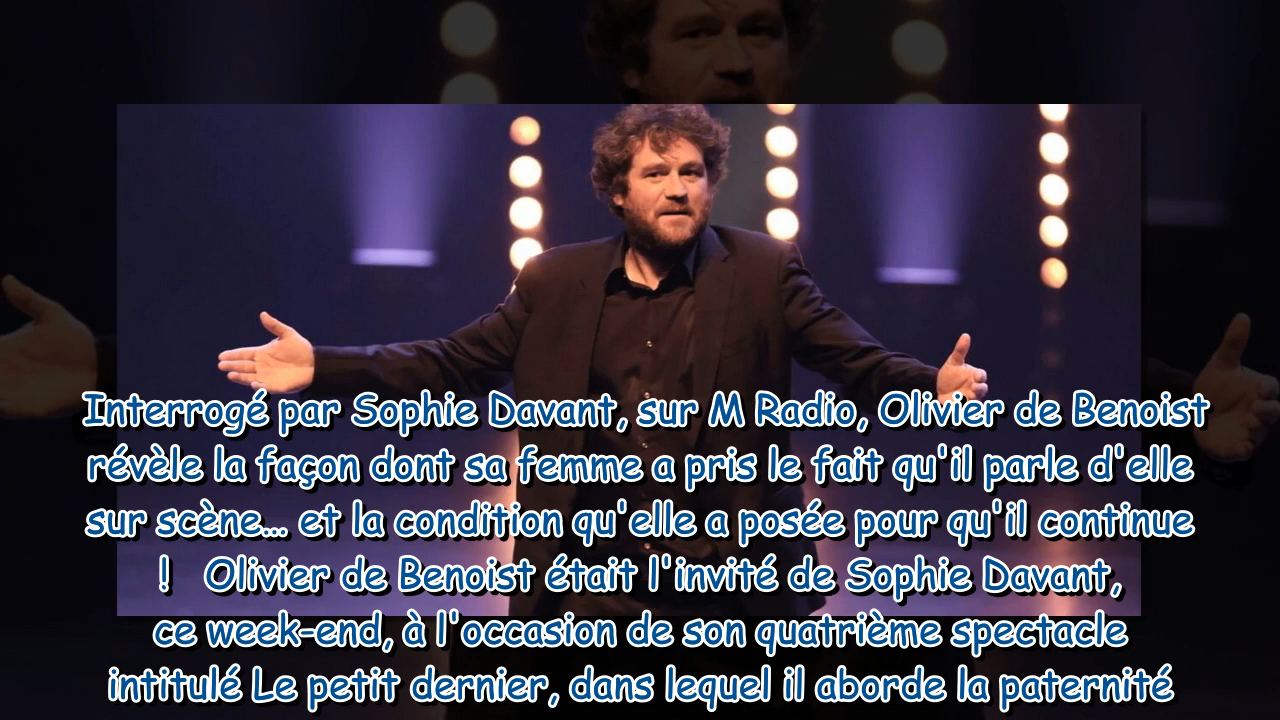 Interrogé par Sophie Davant, sur M Radio, Olivier de Benoist
révèle la façon dont sa femme a pris le fait qu'il parle d'elle
sur scène... et la condition qu'elle a posée pour qu'il continue
! Olivier de Benoist était l'invité de Sophie Davant,
ce week-end, à l'occasion de son quatrième spectacle
intitulé Le petit dernier, dans lequel il aborde la paternité